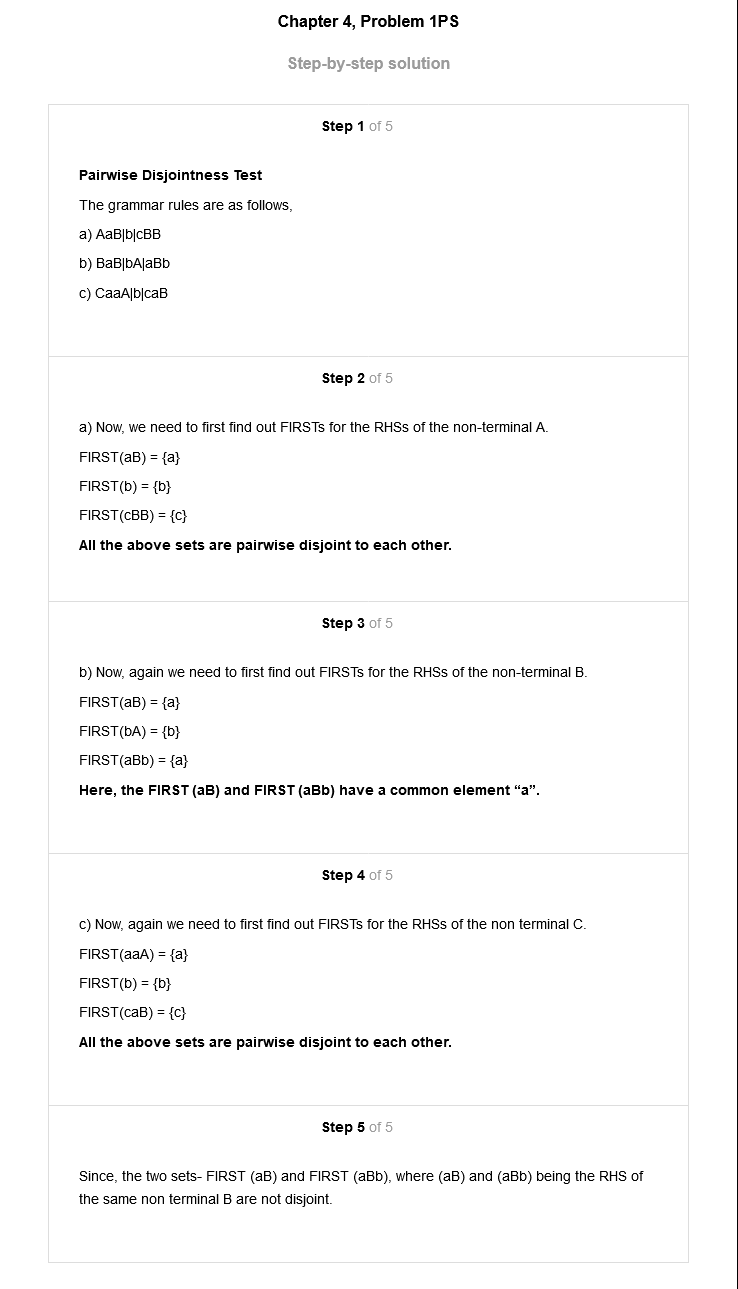 Chapter 4, Problem 1PS
Step-by-step solution
Step 1 of 5
Pairwise Disjointness Test
The grammar rules are as follows,
a) AaB|b|cBB
b) BaB|bA|aBb
c) CaaA|b|caB
Step 2 of 5
a) Now, we need to first find out FIRSTs for the RHSs of the non-terminal A.
FIRST(aB) = {a}
FIRST(b) = {b}
FIRST(cBB) = {c}
All the above sets are pairwise disjoint to each other.
Step 3 of 5
b) Now, again we need to first find out FIRSTs for the RHSs of the non-terminal B.
FIRST(aB) = {a}
FIRST(bA) = {b}
FIRST(aBb) = {a}
Here, the FIRST (aB) and FIRST (aBb) have a common element “a”.
Step 4 of 5
c) Now, again we need to first find out FIRSTs for the RHSs of the non terminal C.
FIRST(aaA) = {a}
FIRST(b) = {b}
FIRST(caB) = {c}
All the above sets are pairwise disjoint to each other.
Step 5 of 5
Since, the two sets- FIRST (aB) and FIRST (aBb), where (aB) and (aBb) being the RHS of
the same non terminal B are not disjoint.